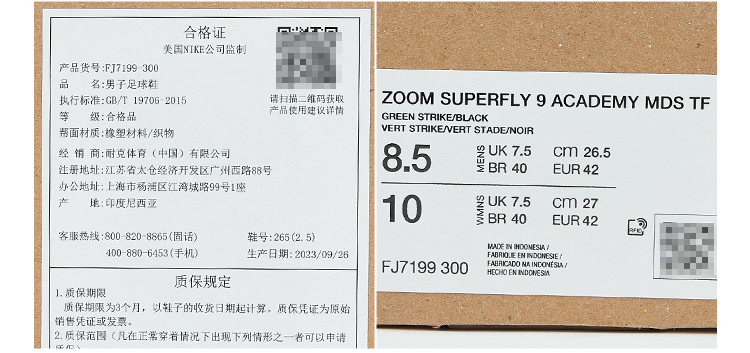 合格证
美国NIKE公司监制
产品货号:FJ7199-300
品 名:男子足球鞋
执行标准:GB/T 19706-2015
等 级:合格品
帮面材质:橡塑材料/织物
请扫描二维码获取
产品使用建议详情
经 销 商:耐克体育（中国）有限公司
注册地址:江苏省太仓经济开发区广州西路88号
办公地址:上海市杨浦区江湾城路99号1座
产 地:印度尼西亚
客服热线:800-820-8865(固话) 鞋号:265(2.5)
400-880-6453(手机) 生产日期:2023/09/26
质保规定
1.质保期限
质保期限为3个月，以鞋子的收货日期起计算。质保凭证为原始
销售凭证或发票。
2.质保范围（凡在正常穿着情况下出现下列情形之一者可以申请
质保）
ZOOM SUPERFLY 9 ACADEMY MDS TF
GREEN STRIKE/BLACK
VERT STRIKE/VERT STADE/NOIR
8.5 MENS UK 7.5 cm 26.5
BR 40 EUR 42
10 WMNS UK 7.5 cm 27
BR 40 EUR 42
RFID
MADE IN INDONESIA /
FABRIQUE EN INDONESIE /
FABRICADO NA INDONÉSIA /
HECHO EN INDONESIA
FJ7199 300